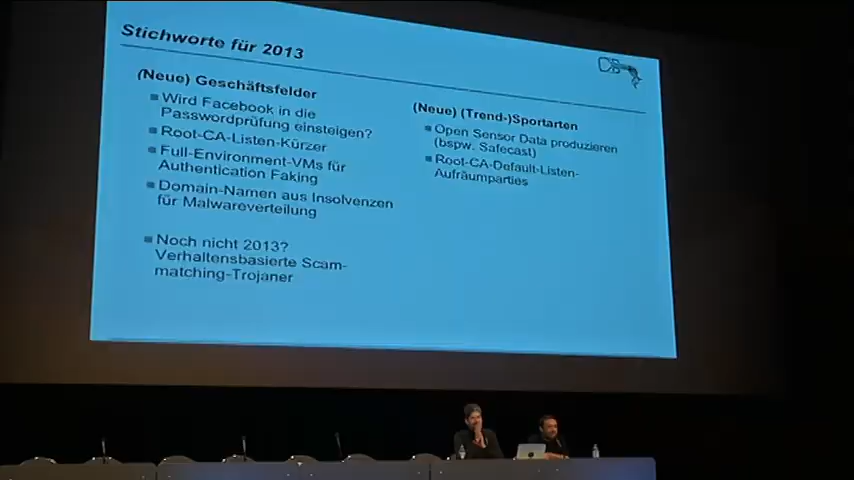 Stichworte für 2013
(Neue) Geschäftsfelder
Wird Facebook in die
Passwordprüfung einsteigen?
Root-CA-Listen-Kürzer
Full-Environment-VMs für
Authentication Faking
Domain-Namen aus Insolvenzen
für Malwareverteilung
Noch nicht 2013?
Verhaltensbasierte Scam-
matching-Trojaner
(Neue) (Trend-)Sportarten
Open Sensor Data produzieren
(bspw. Safecast)
Root-CA-Default-Listen-
Aufräumparties